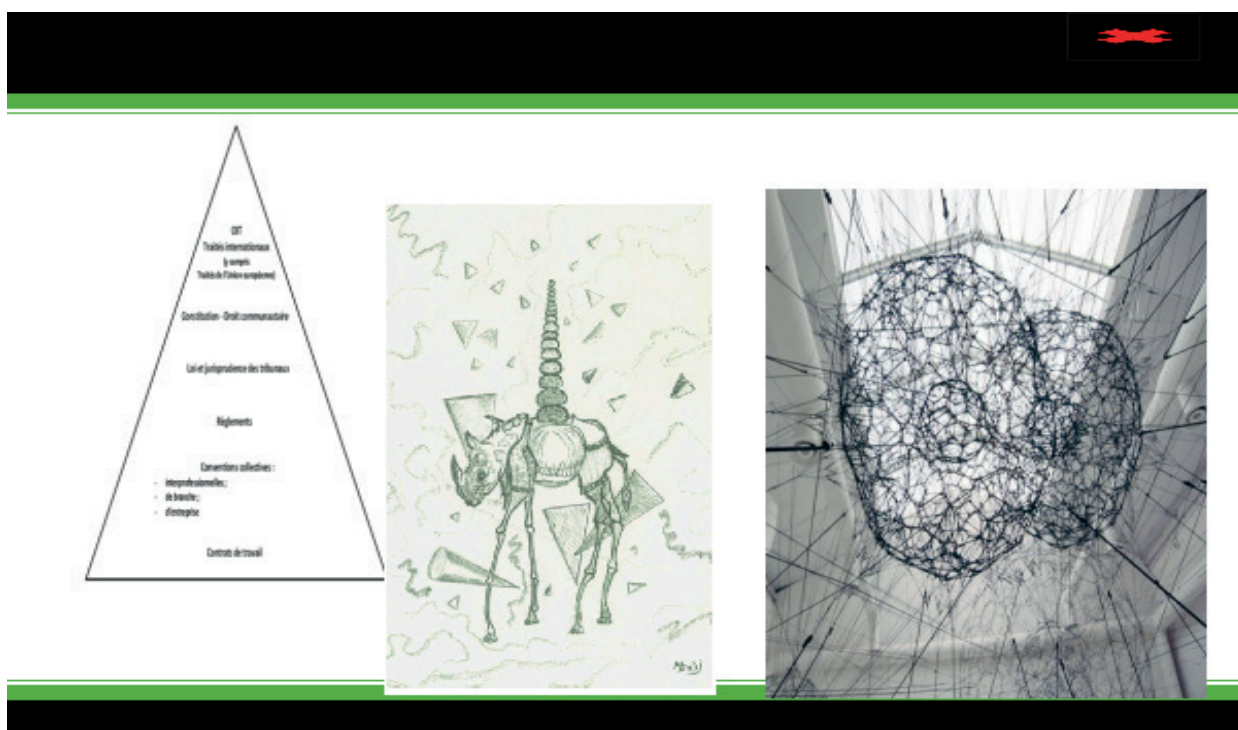 OIT
Traités internationaux
(y compris
Traités de l'Union européenne)
Constitution - Droit communautaire
Loi et jurisprudence des tribunaux
Règlements
Conventions collectives :
- interprofessionnelles ;
- de branche ;
- d'entreprise
Contrats de travail